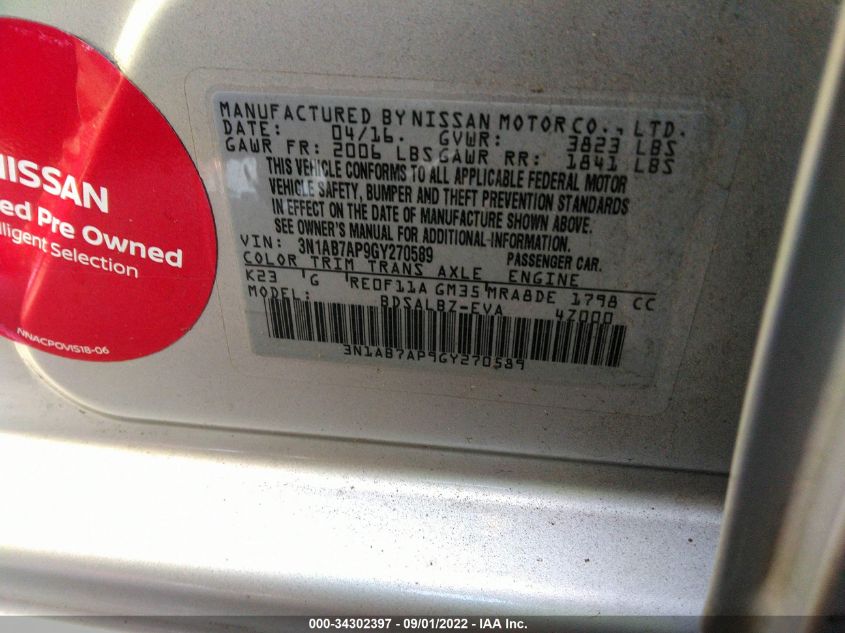 NISSAN
ed Pre Owned
lligent Selection
NNACPOVIS18-06
MANUFACTURED BY NISSAN MOTOR CO., LTD.
DATE: 04/16. GVWR: 3823 LBS
GAWR FR: 2006 LBS GAWR RR: 1841 LBS
THIS VEHICLE CONFORMS TO ALL APPLICABLE FEDERAL MOTOR
VEHICLE SAFETY, BUMPER AND THEFT PREVENTION STANDARDS
IN EFFECT ON THE DATE OF MANUFACTURE SHOWN ABOVE.
SEE OWNER'S MANUAL FOR ADDITIONAL INFORMATION.
VIN: 3N1AB7AP9GY270589 PASSENGER CAR.
COLOR TRIM TRANS AXLE ENGINE
K23 G RE0F11A GM35 MRA8DE 1798 CC
MODEL: BDSALBZ-EVA 4Z000
3N1AB7AP9GY270589
000-34302397 - 09/01/2022 - IAA Inc.